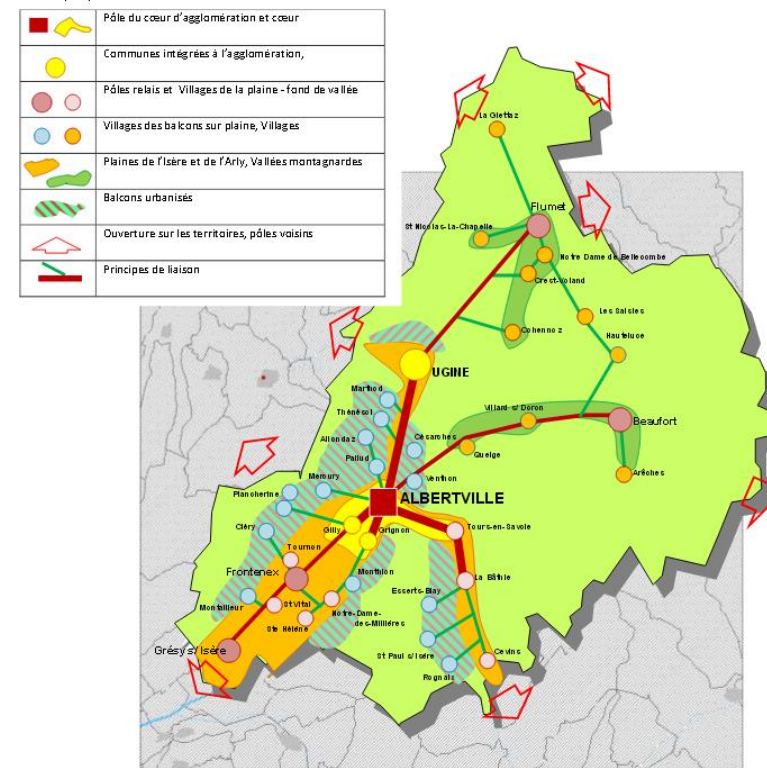 Pôle du cœur d'agglomération et cœur
Communes intégrées à l'agglomération,
Pôles relais et Villages de la plaine - fond de vallée
Villages des balcons sur plaine, Villages
Plaines de l'Isère et de l'Arly, Vallées montagnardes
Balcons urbanisés
Ouverture sur les territoires, pôles voisins
Principes de liaison
La Giettaz
Flumet
St Nicolas-La-Chapelle
Notre Dame de Bellecombe
Crest-Voland
Les Saisies
Cohennoz
Hauteluce
UGINE
Marthod
Thénésol
Villard-s/Doron
Beaufort
Allondaz
Césarches
Queige
Pallud
Arêches
Mercury
Venthon
Plancherine
ALBERTVILLE
Cléry
Gilly
Grignon
Tours-en-Savoie
Tournon
Frontenex
Monthion
La Bâthie
Esserts-Blay
Montailleur
St Vital
Notre-Dame-
des-Millières
Ste Hélène
Grésy s/Isère
St Paul s/Isère
Cevins
Rognaix